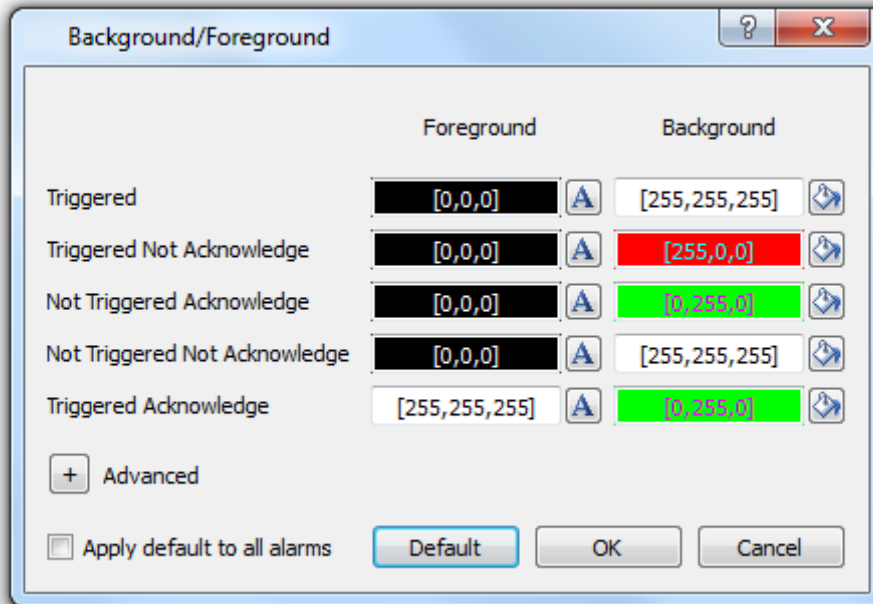 Background/Foreground
Foreground Background
Triggered [0,0,0] A [255,255,255]
Triggered Not Acknowledge [0,0,0] A [255,0,0]
Not Triggered Acknowledge [0,0,0] A [0,255,0]
Not Triggered Not Acknowledge [0,0,0] A [255,255,255]
Triggered Acknowledge [255,255,255] A [0,255,0]
+ Advanced
Apply default to all alarms Default OK Cancel